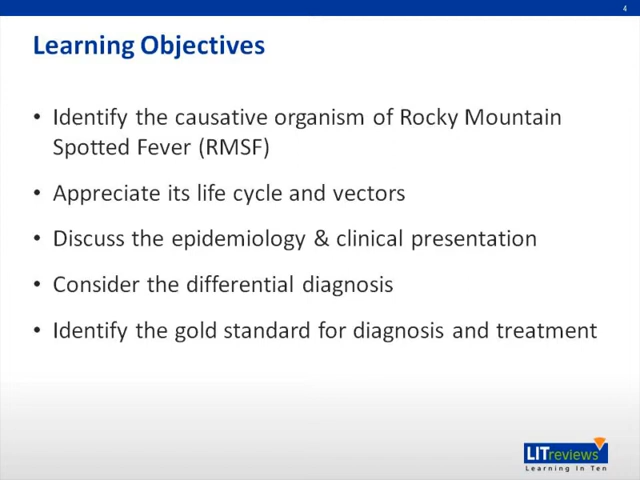 4
Learning Objectives
• Identify the causative organism of Rocky Mountain
Spotted Fever (RMSF)
• Appreciate its life cycle and vectors
• Discuss the epidemiology & clinical presentation
• Consider the differential diagnosis
• Identify the gold standard for diagnosis and treatment
LITreviews
Learning In Ten